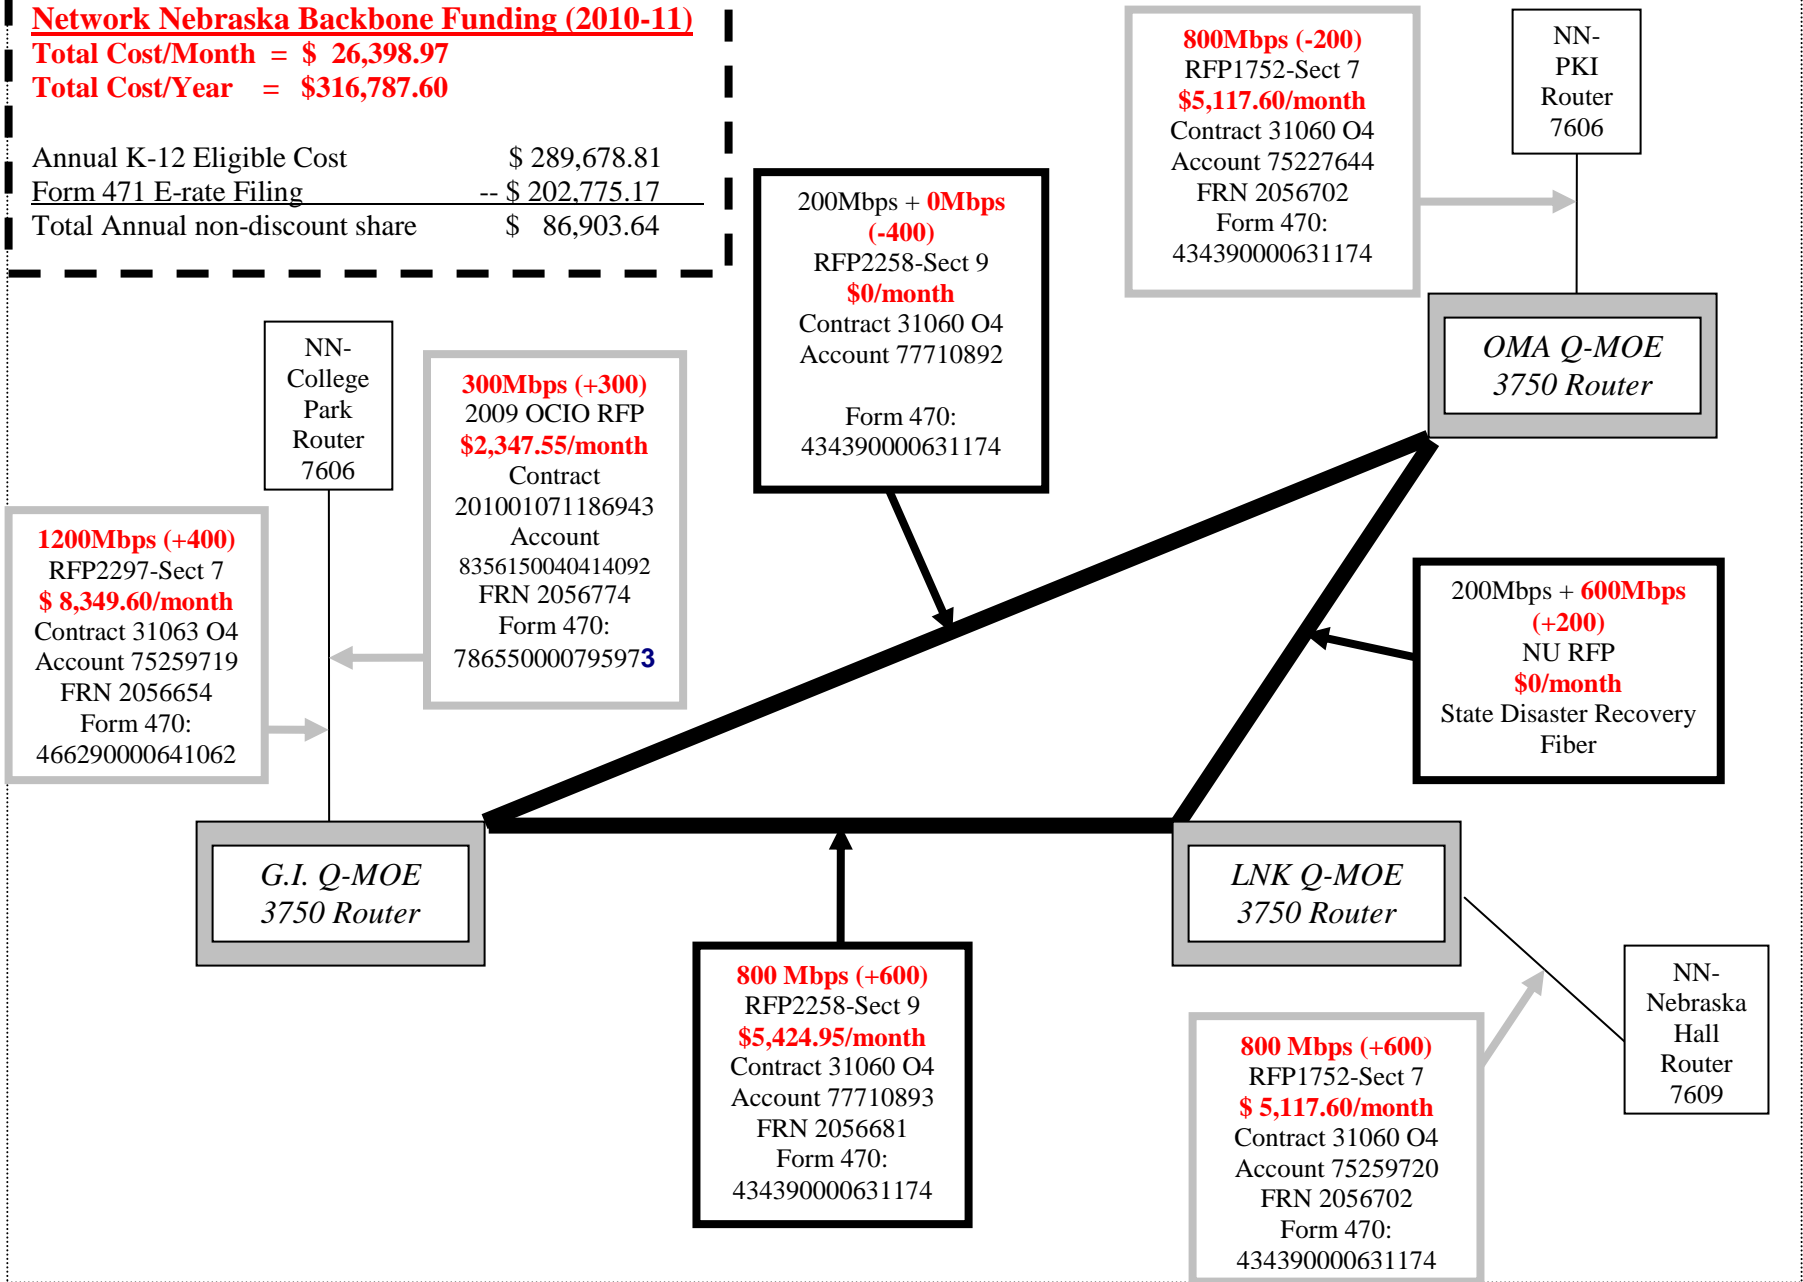 Network Nebraska Backbone Funding (2010-11)
Total Cost/Month = $ 26,398.97
Total Cost/Year = $316,787.60
Annual K-12 Eligible Cost $ 289,678.81
Form 471 E-rate Filing -- $ 202,775.17
Total Annual non-discount share $ 86,903.64
800Mbps (-200)
RFP1752-Sect 7
$5,117.60/month
Contract 31060 O4
Account 75227644
FRN 2056702
Form 470:
434390000631174
NN-
PKI
Router
7606
200Mbps + 0Mbps
(-400)
RFP2258-Sect 9
$0/month
Contract 31060 O4
Account 77710892
Form 470:
434390000631174
OMA Q-MOE
3750 Router
NN-
College
Park
Router
7606
300Mbps (+300)
2009 OCIO RFP
$2,347.55/month
Contract
201001071186943
Account
8356150040414092
FRN 2056774
Form 470:
786550000795973
1200Mbps (+400)
RFP2297-Sect 7
$ 8,349.60/month
Contract 31063 O4
Account 75259719
FRN 2056654
Form 470:
466290000641062
200Mbps + 600Mbps
(+200)
NU RFP
$0/month
State Disaster Recovery
Fiber
G.I. Q-MOE
3750 Router
LNK Q-MOE
3750 Router
800 Mbps (+600)
RFP2258-Sect 9
$5,424.95/month
Contract 31060 O4
Account 77710893
FRN 2056681
Form 470:
434390000631174
800 Mbps (+600)
RFP1752-Sect 7
$ 5,117.60/month
Contract 31060 O4
Account 75259720
FRN 2056702
Form 470:
434390000631174
NN-
Nebraska
Hall
Router
7609